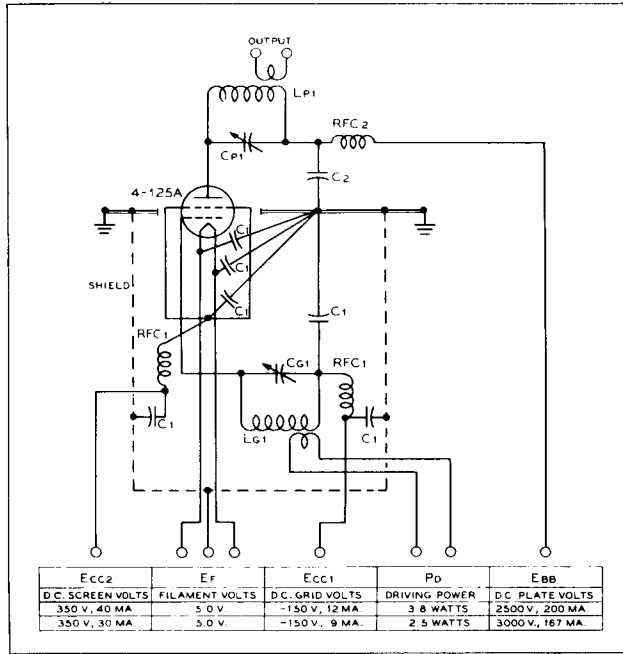 OUTPUT
LP1
RFC2
CP1
C2
4-125A
C1
C1
C1
SHIELD
C1
RFC1
CG1
RFC1
C1
LG1
C1
ECC2 EF ECC1 PD EBB
D.C. SCREEN VOLTS FILAMENT VOLTS D.C. GRID VOLTS DRIVING POWER D.C. PLATE VOLTS
350 V, 40 MA. 5.0 V. -150 V, 12 MA. 3.8 WATTS 2500 V, 200 MA.
350 V, 30 MA. 5.0 V. -150 V, 9 MA. 2.5 WATTS 3000 V, 167 MA.